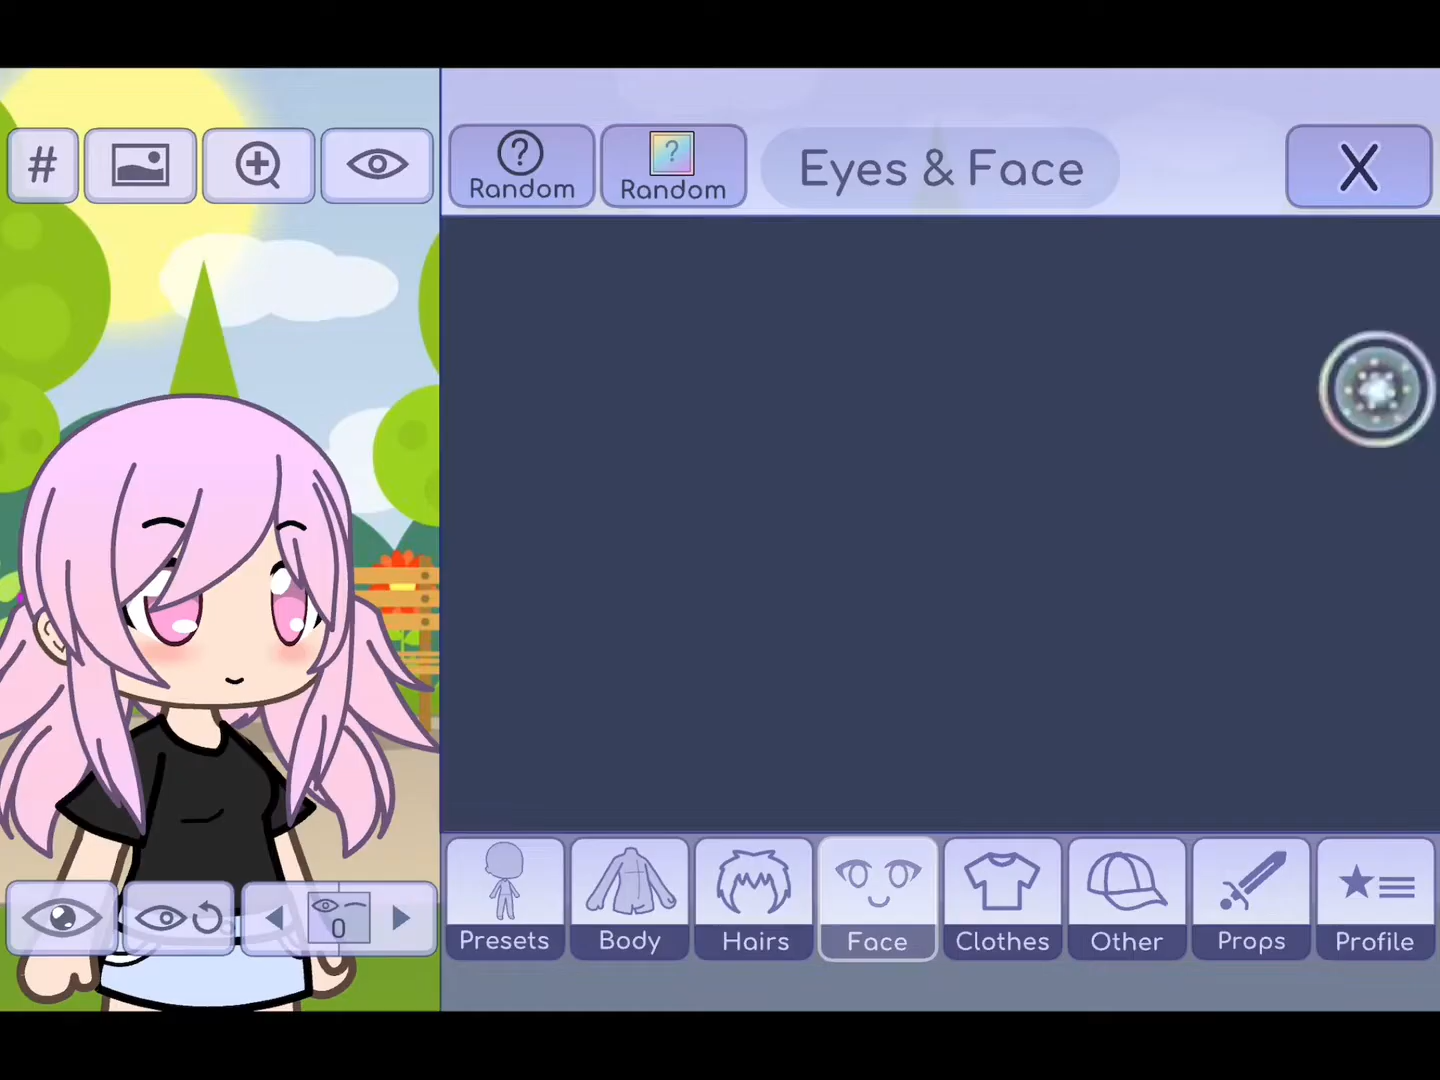 #
?
Random
?
Random
Eyes & Face
X
0
Presets
Body
Hairs
Face
Clothes
Other
Props
Profile